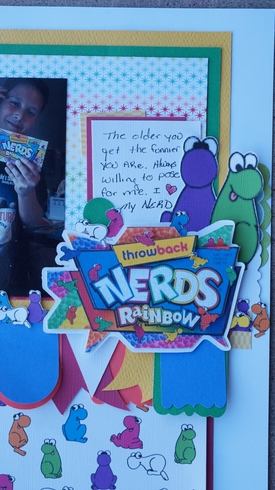 The older you
get the funnier
you are. Always
willing to pose
for me. I ♥
my NERD
NERDS
RAINBOW
throwback
NERDS
RAINBOW